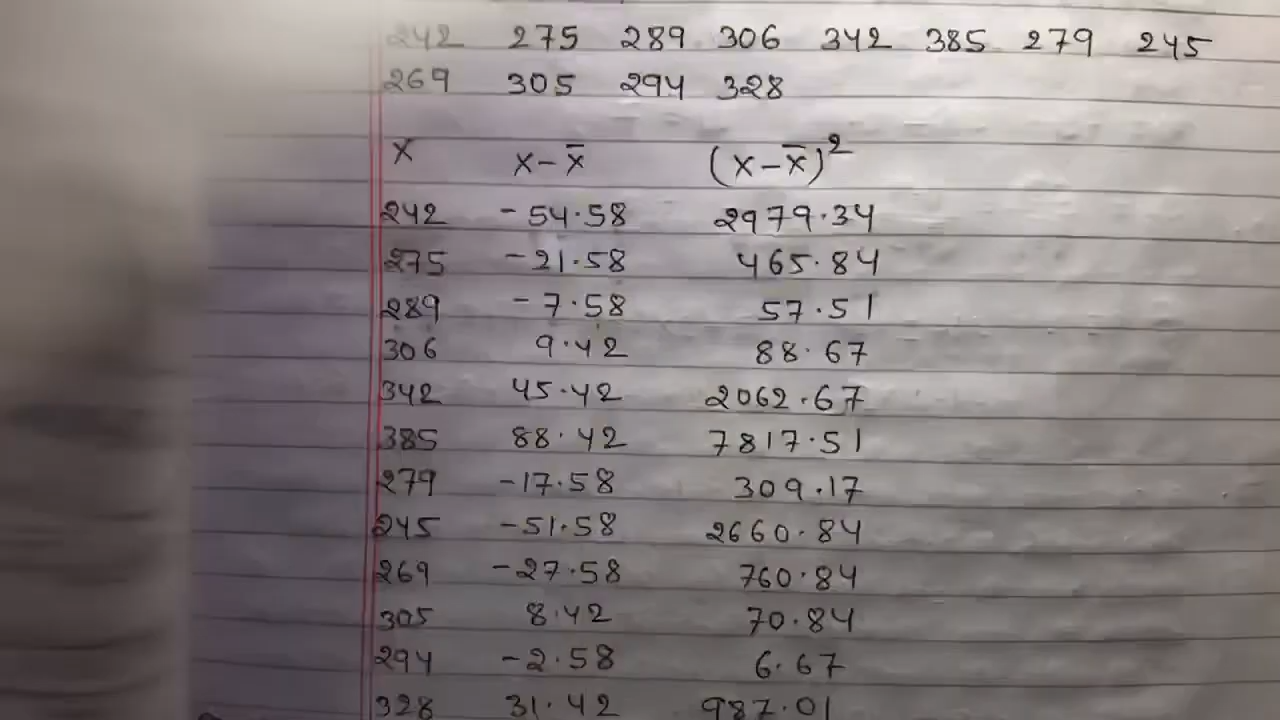 242 275 289 306 342 385 279 245
269 305 294 328
x x-x̄ (x-x̄)²
242 -54.58 2979.34
275 -21.58 465.84
289 -7.58 57.51
306 9.42 88.67
342 45.42 2062.67
385 88.42 7817.51
279 -17.58 309.17
245 -51.58 2660.84
269 -27.58 760.84
305 8.42 70.84
294 -2.58 6.67
328 31.42 987.01